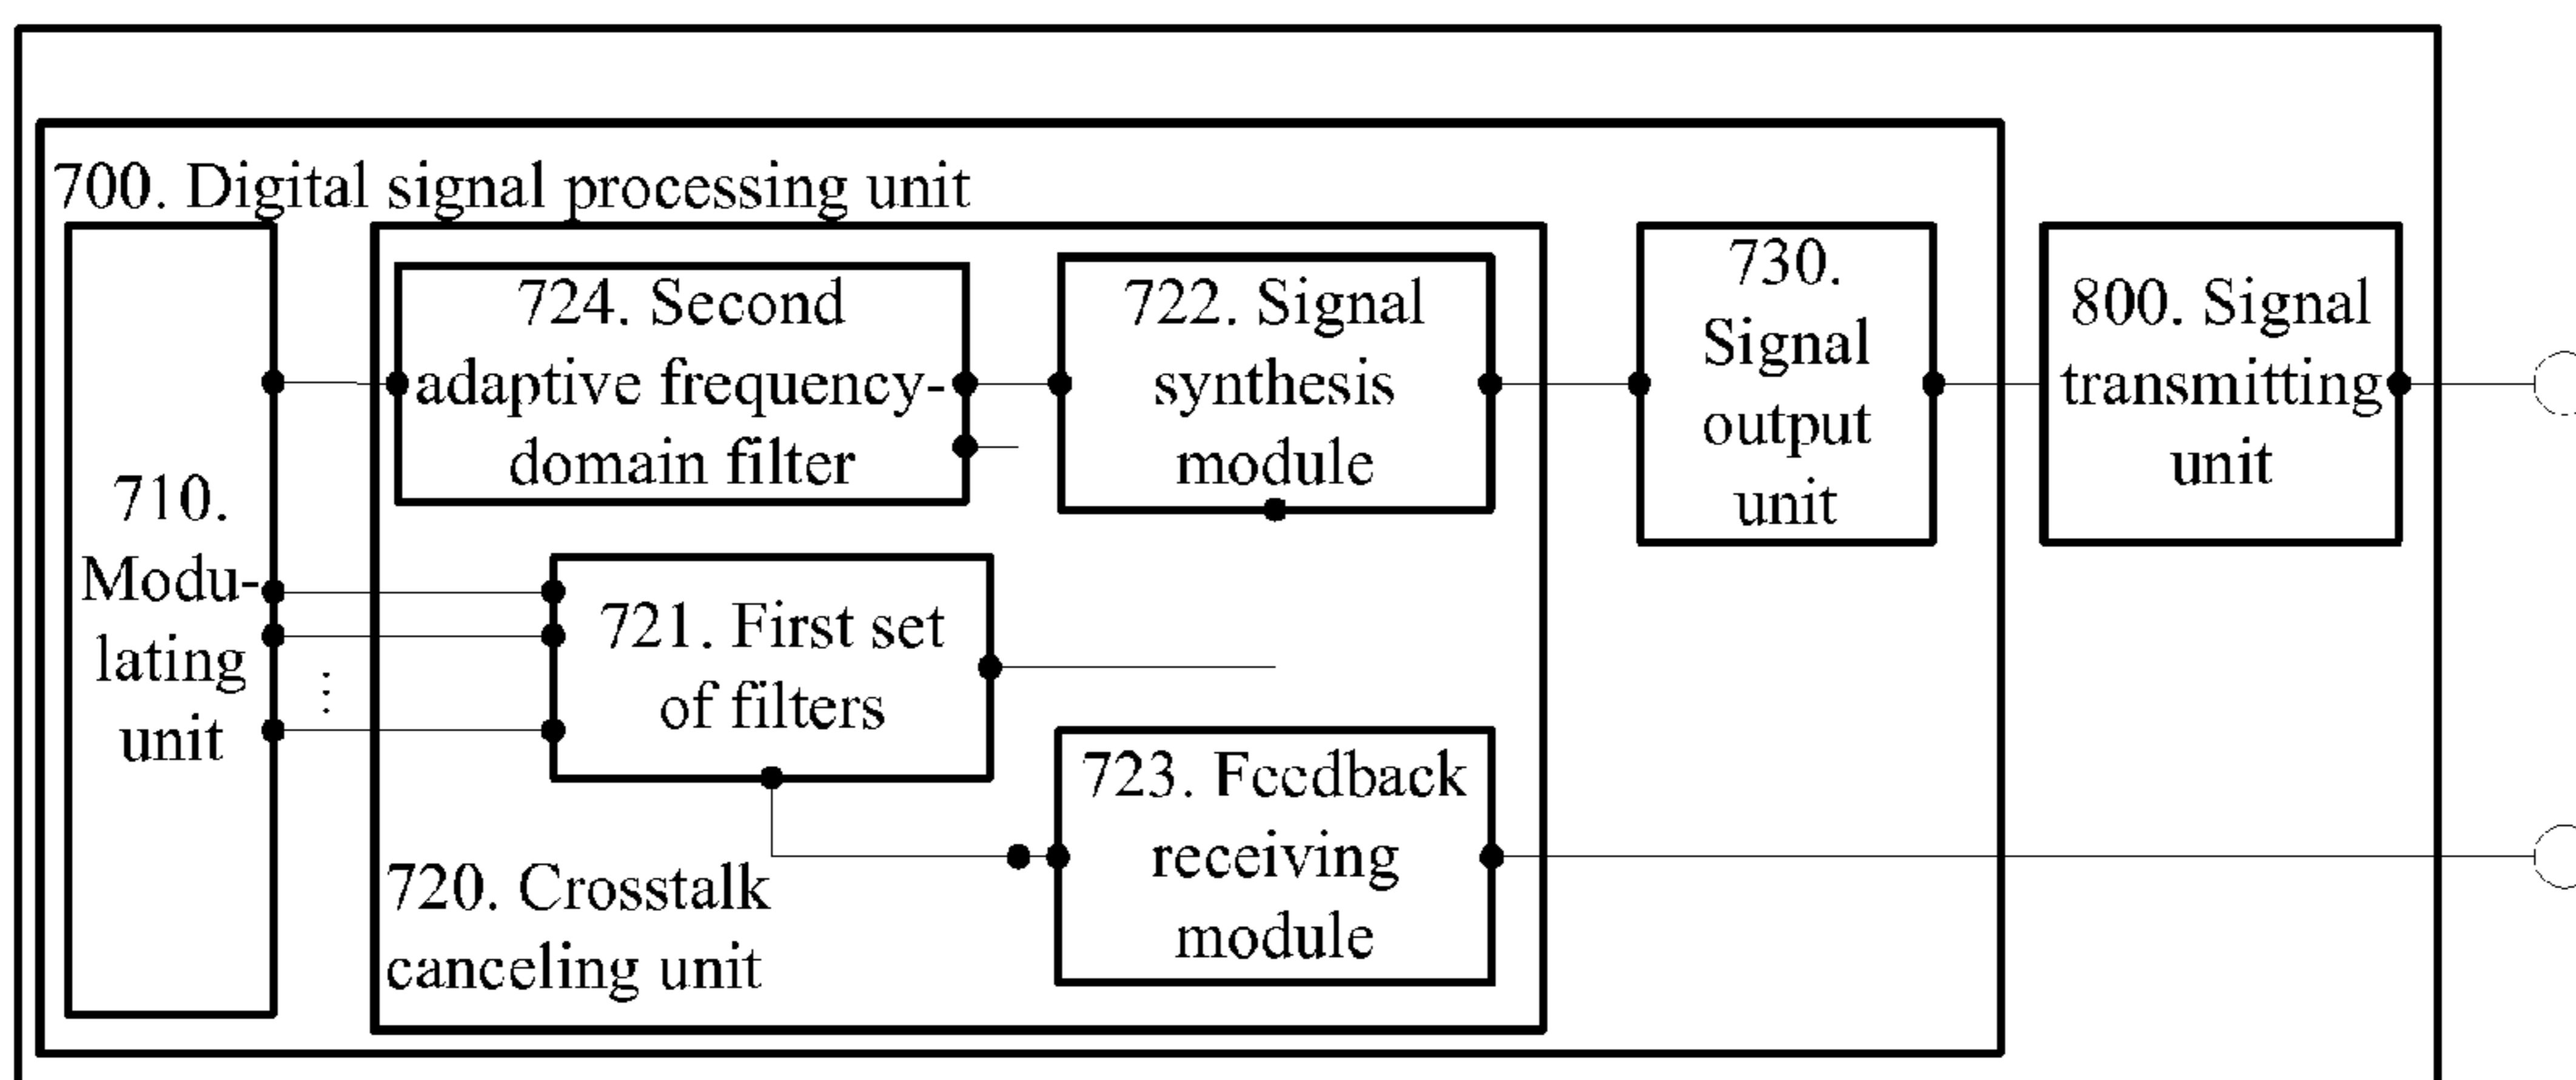 700. Digital signal processing unit
710.
Modu-
lating
unit
724. Second
adaptive frequency-
domain filter
722. Signal
synthesis
module
730.
Signal
output
unit
800. Signal
transmitting
unit
721. First set
of filters
723. Feedback
receiving
module
720. Crosstalk
canceling unit